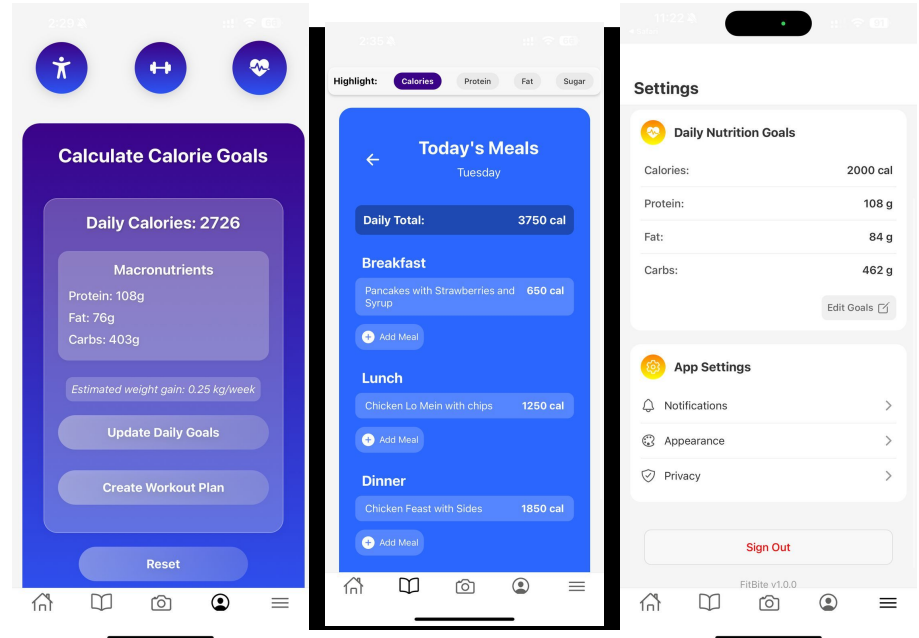 2:29
Calculate Calorie Goals
Daily Calories: 2726
Macronutrients
Protein: 108g
Fat: 76g
Carbs: 403g
Estimated weight gain: 0.25 kg/week
Update Daily Goals
Create Workout Plan
Reset
Highlight:
Calories
Protein
Fat
Sugar
Today's Meals
Tuesday
Daily Total:
3750 cal
Breakfast
Pancakes with Strawberries and
Syrup
650 cal
Add Meal
Lunch
Chicken Lo Mein with chips
1250 cal
Add Meal
Dinner
Chicken Feast with Sides
1850 cal
Add Meal
11:22
Settings
Daily Nutrition Goals
Calories:
2000 cal
Protein:
108 g
Fat:
84 g
Carbs:
462 g
Edit Goals
App Settings
Notifications
Appearance
Privacy
Sign Out
FitBite v1.0.0